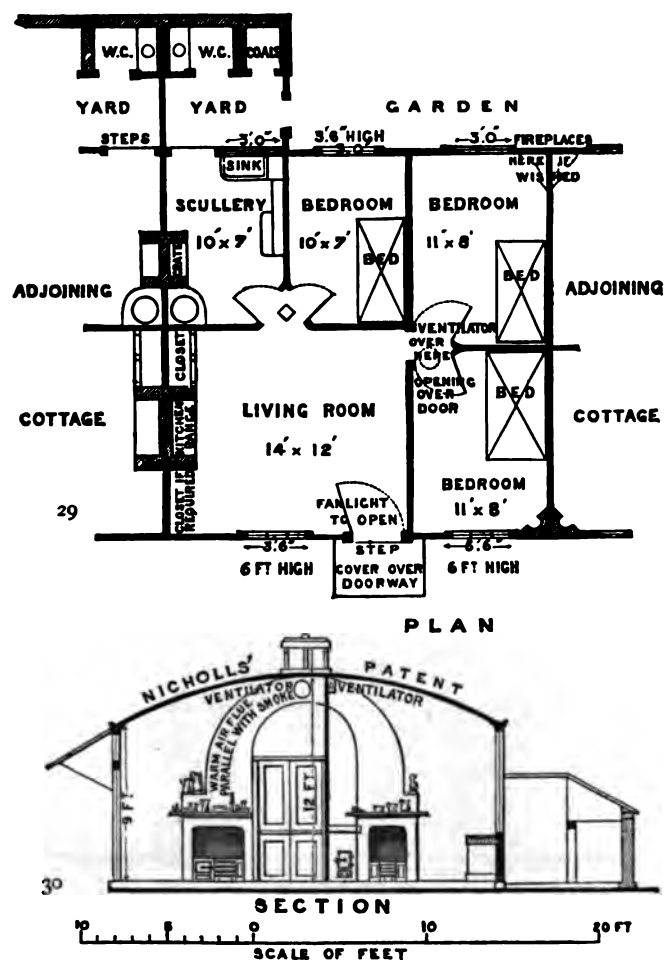 W.C. W.C. COALS
YARD YARD GARDEN
STEPS 3'.0" 3'.6" HIGH 3'.0" FIREPLACES
3'.0" HERE IF
SINK WISHED
SCULLERY BEDROOM BEDROOM
10' x 7' 10' x 7' 11' x 8'
GRATE
BED BED
ADJOINING ADJOINING
VENTILATOR
OVER
HERE
CLOSET
OPENING
OVER
DOOR
BED
COTTAGE LIVING ROOM COTTAGE
14' x 12'
KITCHEN
RANGE
BEDROOM
11' x 8'
29
CLOSET IF
REQUIRED
FANLIGHT
TO OPEN
3'.6" STEP
6 FT HIGH COVER OVER 6 FT HIGH
DOORWAY
PLAN
NICHOLLS' PATENT
VENTILATOR VENTILATOR
WARM AIR FLUE
PARALLEL WITH SMOKE
12 FT
9 FT
30
SECTION
10 5 0 10 20 FT
SCALE OF FEET